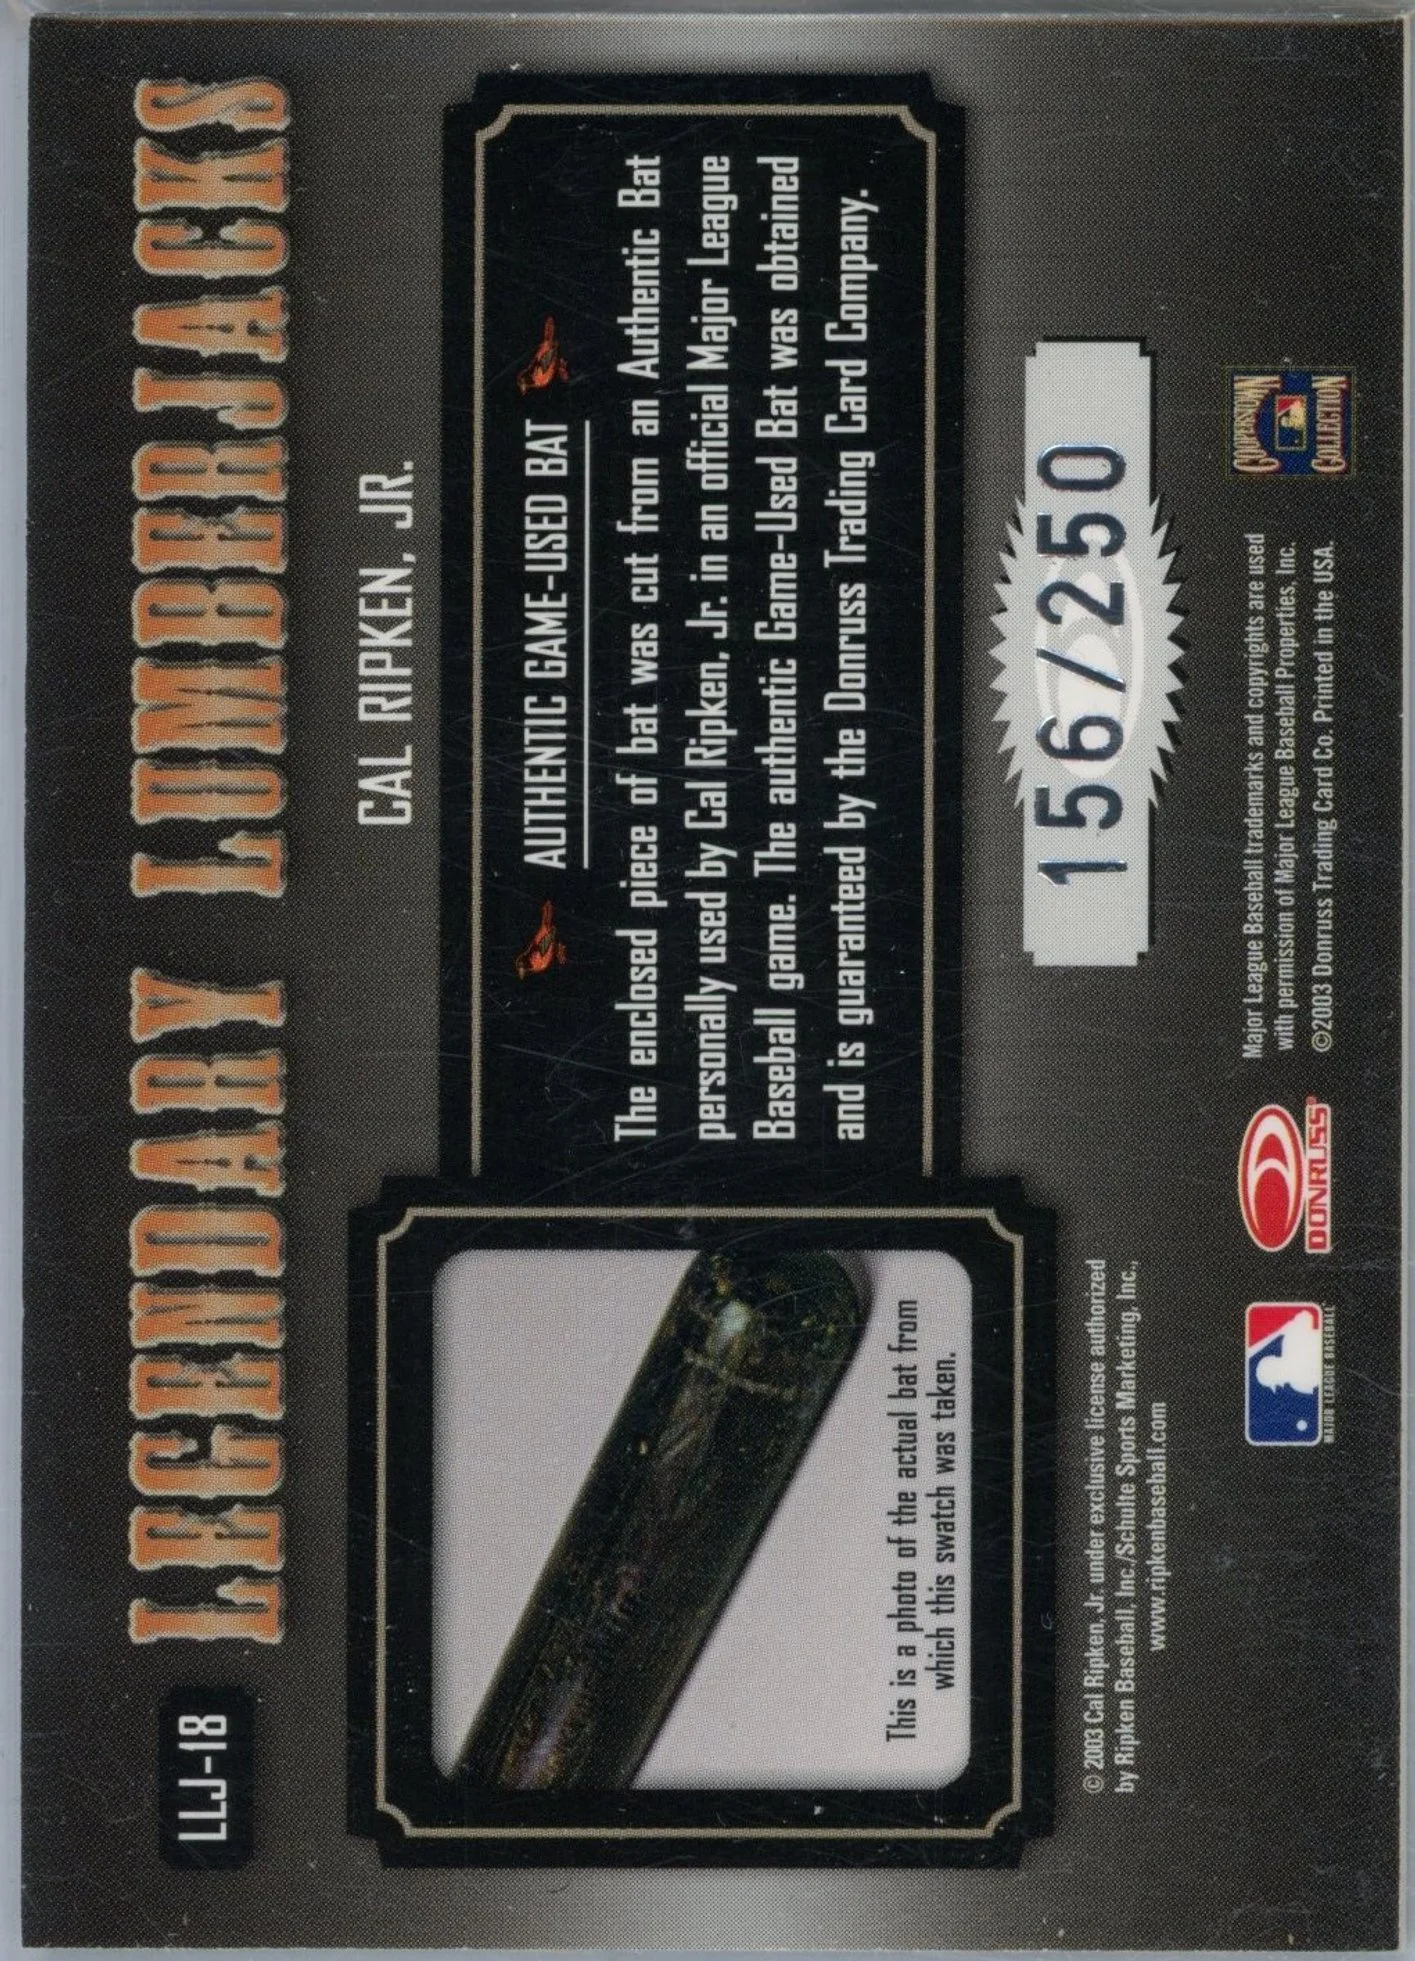 LLJ-18
LEGENDARY LUMBERJACKS
CAL RIPKEN, JR.
AUTHENTIC GAME-USED BAT
The enclosed piece of bat was cut from an Authentic Bat
personally used by Cal Ripken, Jr. in an official Major League
Baseball game. The authentic Game-Used Bat was obtained
and is guaranteed by the Donruss Trading Card Company.
This is a photo of the actual bat from
which this swatch was taken.
156/250
© 2003 Cal Ripken, Jr. under exclusive license authorized
by Ripken Baseball, Inc./Schulte Sports Marketing, Inc.,
www.ripkenbaseball.com
MAJOR LEAGUE BASEBALL
DONRUSS®
Major League Baseball trademarks and copyrights are used
with permission of Major League Baseball Properties, Inc.
©2003 Donruss Trading Card Co. Printed in the USA.
COOPERSTOWN
COLLECTION